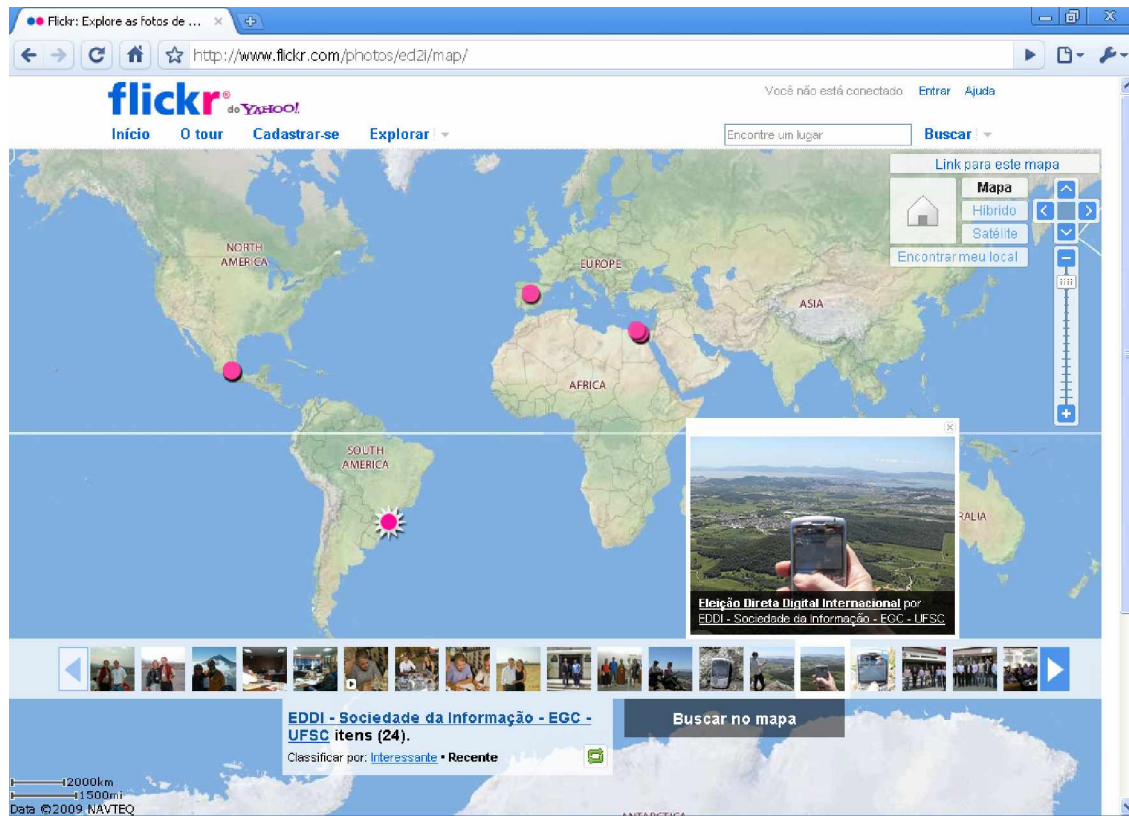 Flickr: Explore as fotos de ...
http://www.flickr.com/photos/ed2i/map/
flickr® do YAHOO!
Você não está conectado Entrar Ajuda
Início O tour Cadastrar-se Explorar
Encontre um lugar
Buscar
Link para este mapa
Mapa
Híbrido
Satélite
Encontrar meu local
NORTH
AMERICA
EUROPE
ASIA
AFRICA
SOUTH
AMERICA
RALIA
Eleição Direta Digital Internacional por
EDDI - Sociedade da Informação - EGC - UFSC
EDDI - Sociedade da Informação - EGC -
UFSC itens (24).
Classificar por: Interessante • Recente
Buscar no mapa
2000km
1500mi
Data ©2009 NAVTEQ
ANTARCTICA